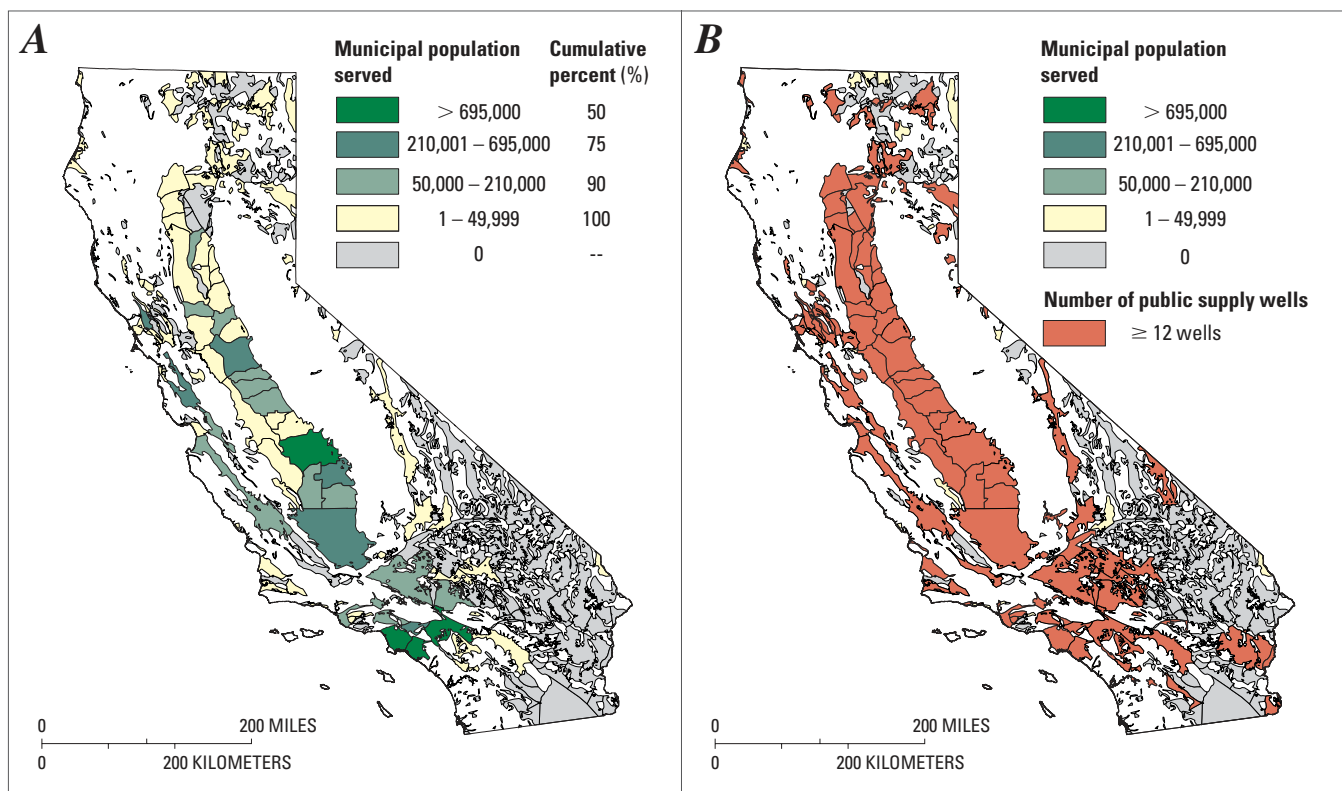 A
Municipal population served
Cumulative percent (%)
> 695,000 50
210,001 – 695,000 75
50,000 – 210,000 90
1 – 49,999 100
0 --
0 200 MILES
0 200 KILOMETERS
B
Municipal population
served
> 695,000
210,001 – 695,000
50,000 – 210,000
1 – 49,999
0
Number of public supply wells
≥ 12 wells
0 200 MILES
0 200 KILOMETERS